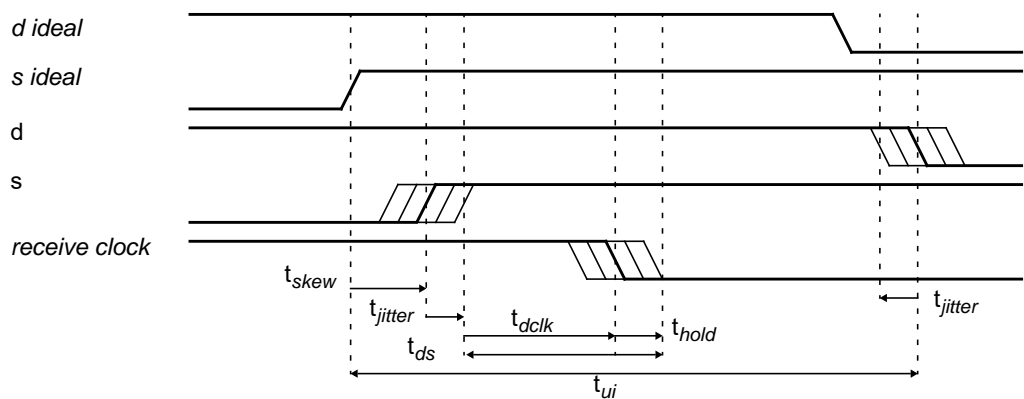 d ideal
s ideal
d
s
receive clock
tskew
tjitter
tjitter
tdclk
thold
tds
tui